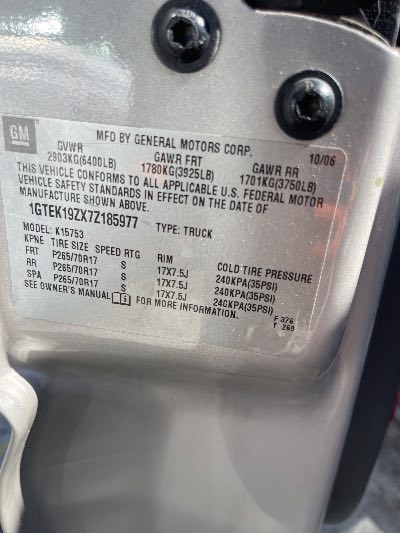 GM MFD BY GENERAL MOTORS CORP. 10/06
GVWR GAWR FRT GAWR RR
2903KG(6400LB) 1780KG(3925LB) 1701KG(3750LB)
THIS VEHICLE CONFORMS TO ALL APPLICABLE U.S. FEDERAL MOTOR
VEHICLE SAFETY STANDARDS IN EFFECT ON THE DATE OF
MANUFACTURE SHOWN ABOVE.
1GTEK19ZX7Z185977 TYPE: TRUCK
MODEL: K15753
KPNE TIRE SIZE SPEED RTG RIM COLD TIRE PRESSURE
FRT P265/70R17 S 17X7.5J 240KPA(35PSI)
RR P265/70R17 S 17X7.5J 240KPA(35PSI)
SPA P265/70R17 S 17X7.5J 240KPA(35PSI)
SEE OWNER'S MANUAL FOR MORE INFORMATION.
F 376
T 269